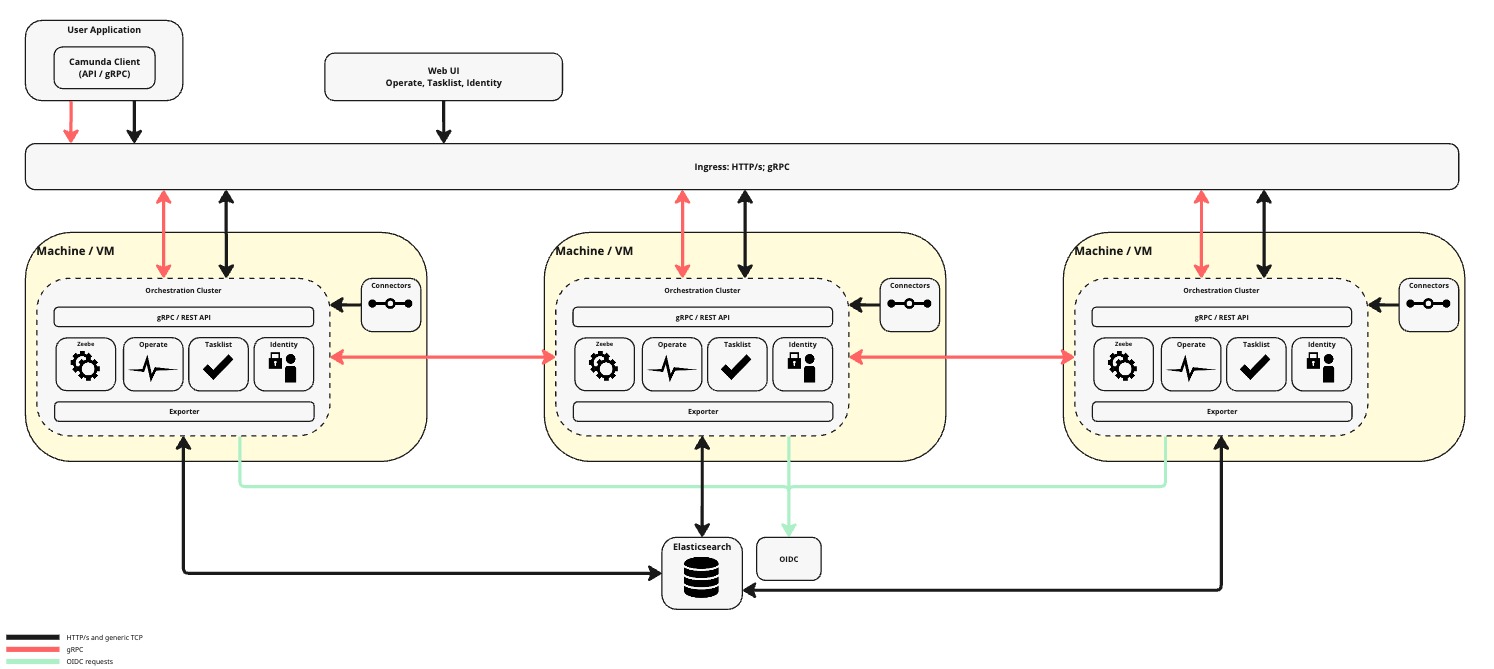 User Application
Camunda Client
(API / gRPC)
Web UI
Operate, Tasklist, Identity
Ingress: HTTP/s; gRPC
Machine / VM
Orchestration Cluster
Connectors
gRPC / REST API
Zeebe
Operate
Tasklist
Identity
Exporter
Machine / VM
Orchestration Cluster
Connectors
gRPC / REST API
Zeebe
Operate
Tasklist
Identity
Exporter
Machine / VM
Orchestration Cluster
Connectors
gRPC / REST API
Zeebe
Operate
Tasklist
Identity
Exporter
Elasticsearch
OIDC
HTTP/s and generic TCP
gRPC
OIDC requests